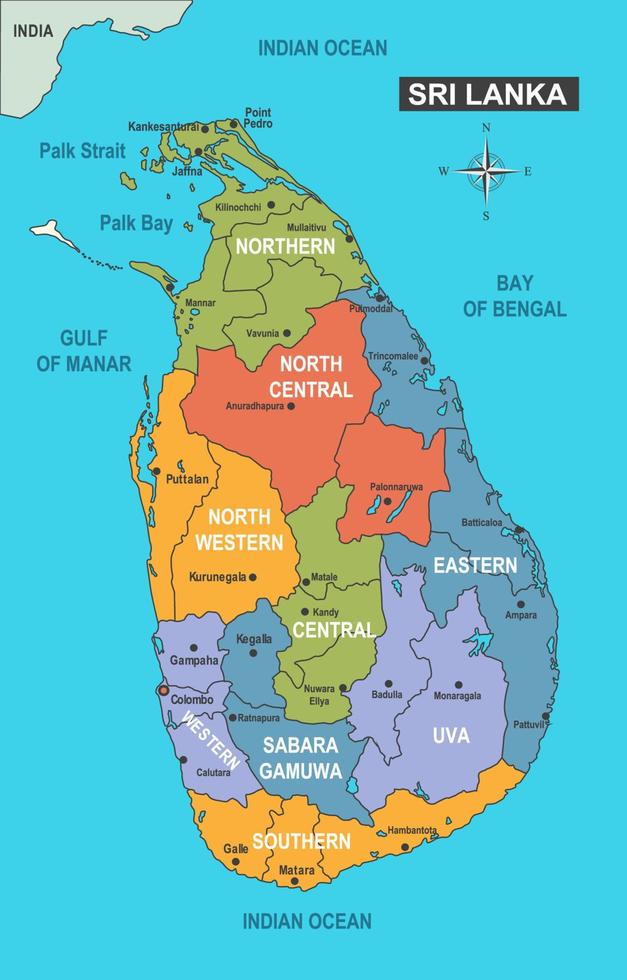 INDIA
INDIAN OCEAN
SRI LANKA
N
W E
S
Point
Pedro
Kankesanturai
Palk Strait
Jaffna
Kilinochchi
Palk Bay
Mullaitivu
NORTHERN
BAY
OF BENGAL
Mannar
Pulmoddal
Vavunia
GULF
OF MANAR
Trincomalee
NORTH
CENTRAL
Anuradhapura
Puttalan
Palonnaruwa
NORTH
WESTERN
Batticaloa
EASTERN
Kurunegala
Matale
Kandy
Ampara
CENTRAL
Kegalla
Gampaha
Nuwara
Ellya
Badulla
Monaragala
Colombo
Ratnapura
Pattuvil
WESTERN
UVA
SABARA
GAMUWA
Calutara
Hambantota
SOUTHERN
Galle
Matara
INDIAN OCEAN